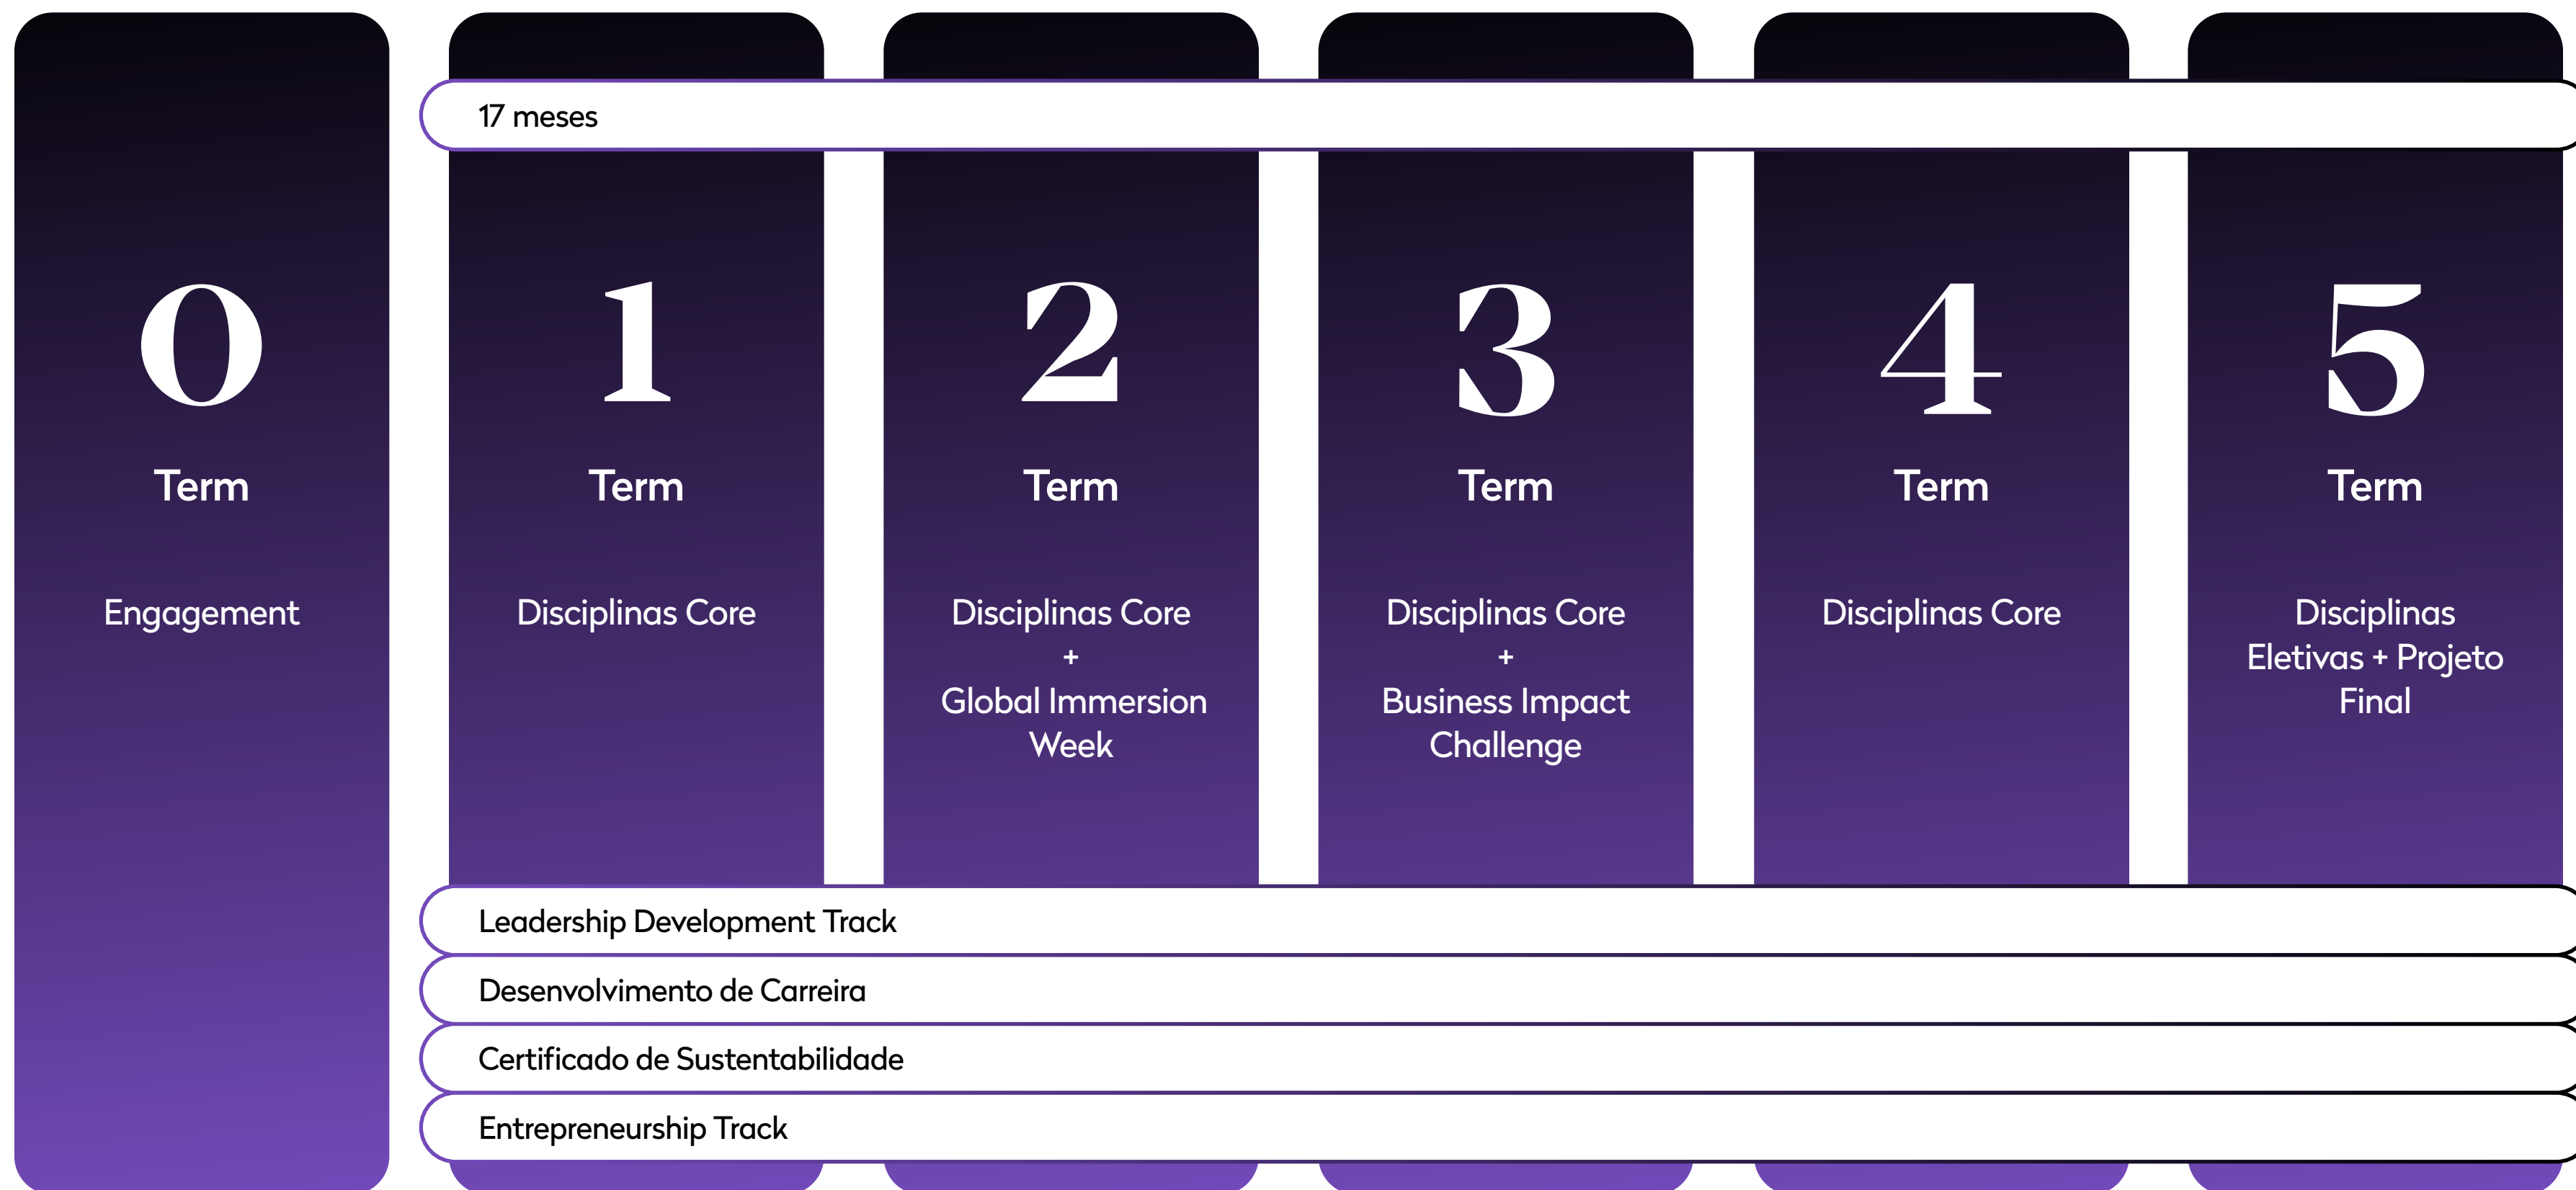 17 meses
0
Term
Engagement
1
Term
Disciplinas Core
2
Term
Disciplinas Core
+
Global Immersion
Week
3
Term
Disciplinas Core
+
Business Impact
Challenge
4
Term
Disciplinas Core
5
Term
Disciplinas
Eletivas + Projeto
Final
Leadership Development Track
Desenvolvimento de Carreira
Certificado de Sustentabilidade
Entrepreneurship Track